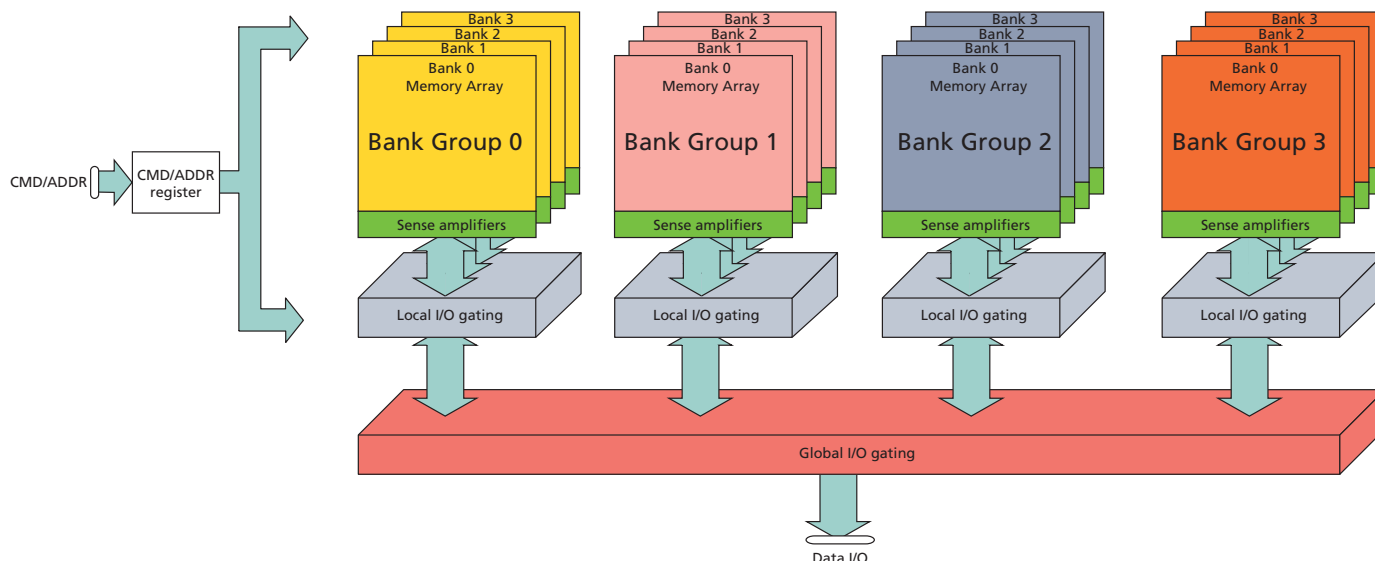 Bank 3
Bank 2
Bank 1
Bank 0
Memory Array
Bank Group 0
Sense amplifiers
Local I/O gating
Bank 3
Bank 2
Bank 1
Bank 0
Memory Array
Bank Group 1
Sense amplifiers
Local I/O gating
Bank 3
Bank 2
Bank 1
Bank 0
Memory Array
Bank Group 2
Sense amplifiers
Local I/O gating
Bank 3
Bank 2
Bank 1
Bank 0
Memory Array
Bank Group 3
Sense amplifiers
Local I/O gating
CMD/ADDR
CMD/ADDR
register
Global I/O gating
Data I/O